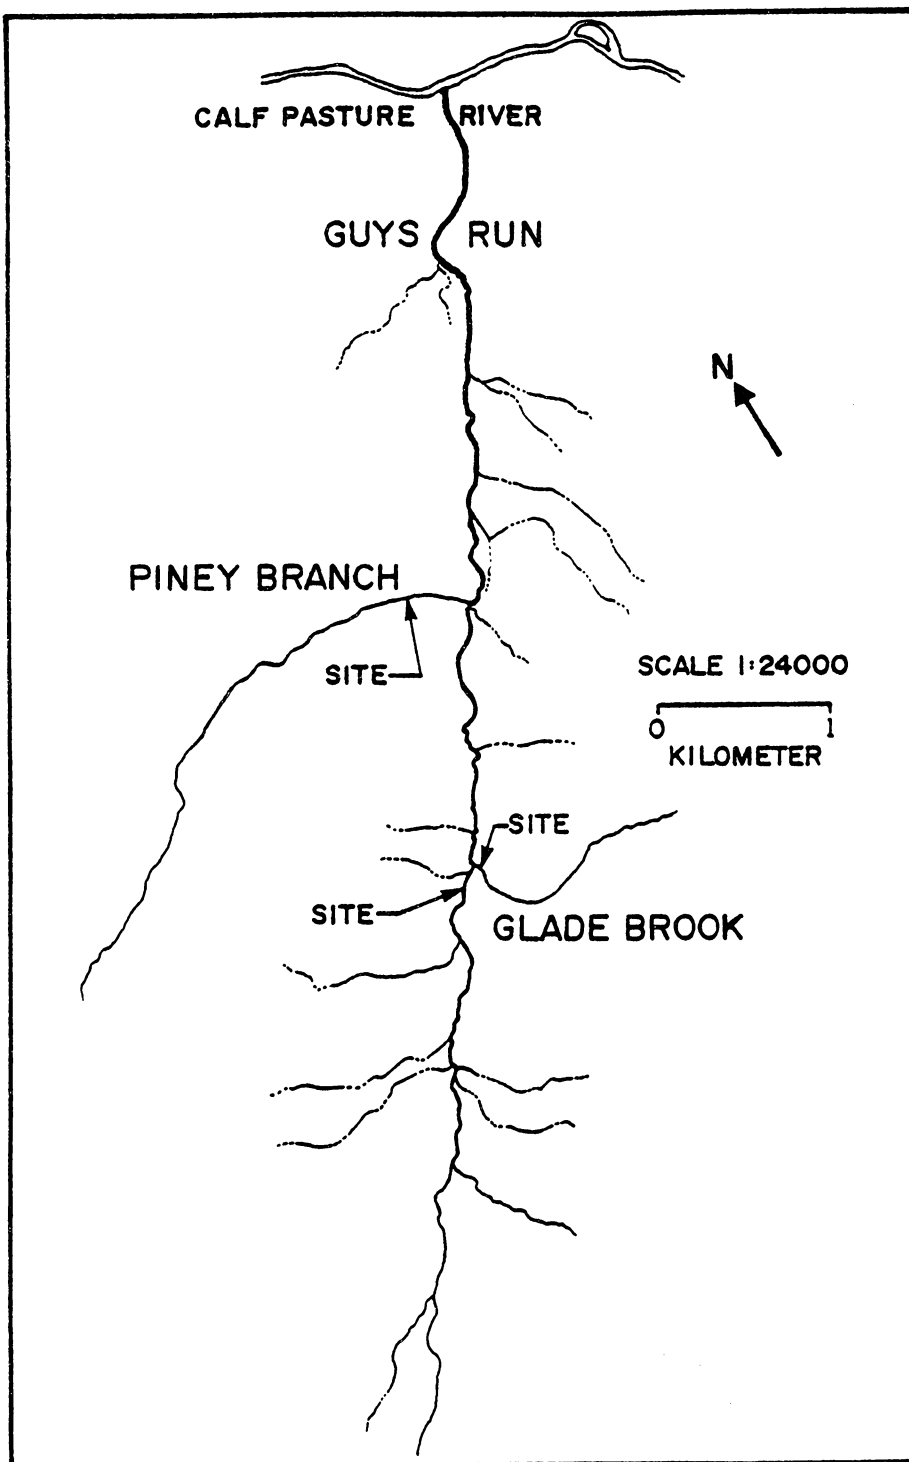 CALF PASTURE RIVER
GUYS RUN
N
PINEY BRANCH
SITE
SCALE 1:24000
0 1
KILOMETER
SITE
SITE
GLADE BROOK